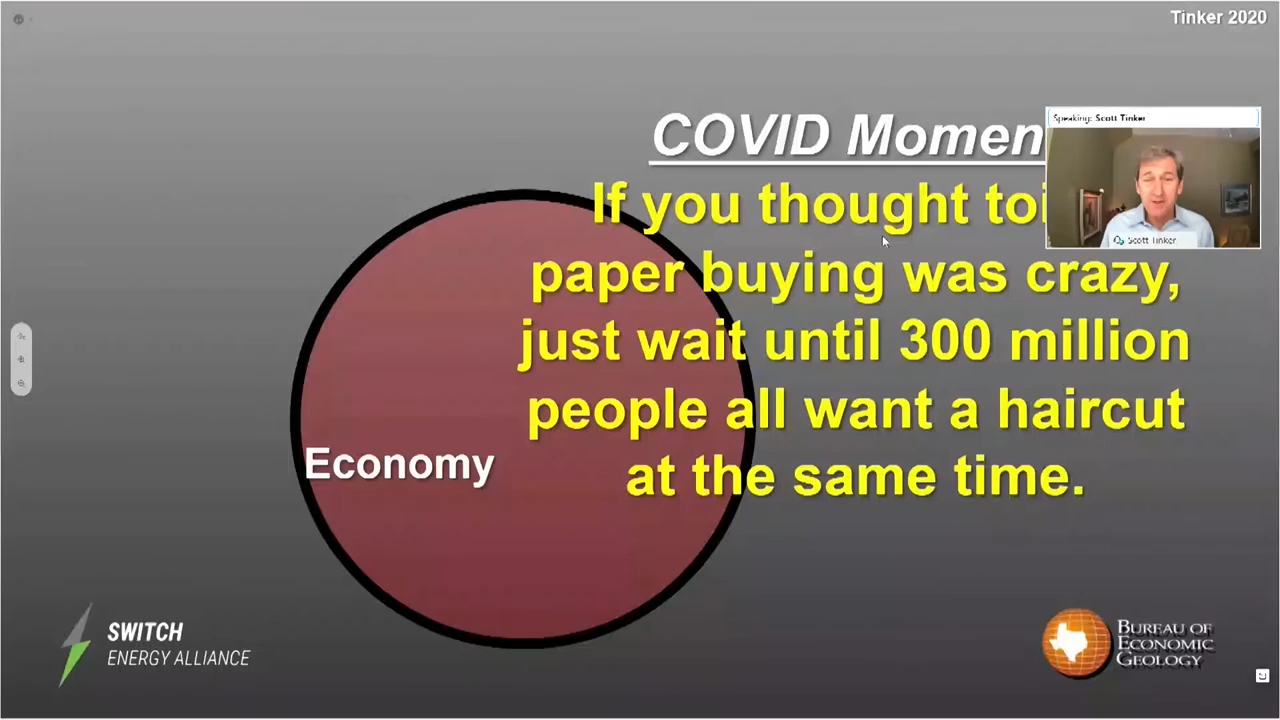 Tinker 2020
COVID Momen
Speaking: Scott Tinker
Scott Tinker
If you thought toi
paper buying was crazy,
just wait until 300 million
people all want a haircut
at the same time.
Economy
SWITCH
ENERGY ALLIANCE
BUREAU OF
ECONOMIC
GEOLOGY